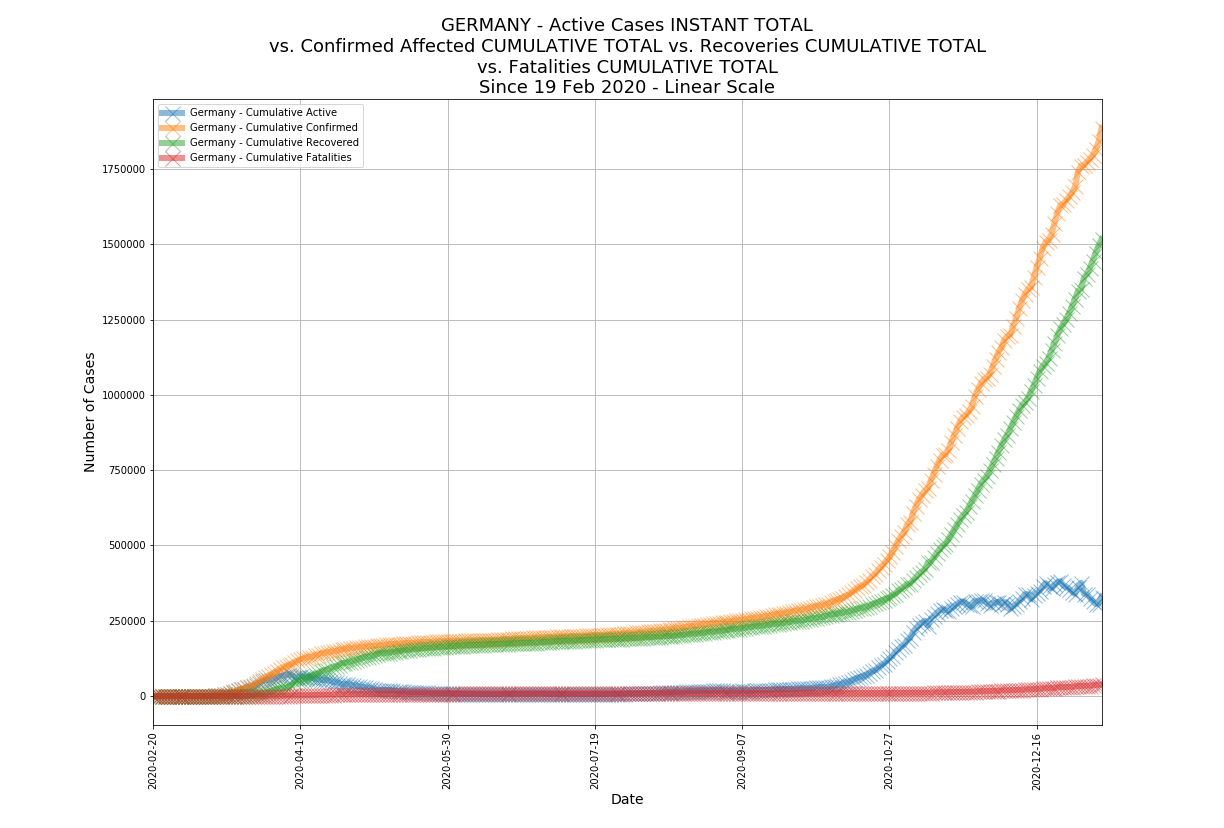 GERMANY - Active Cases INSTANT TOTAL
vs. Confirmed Affected CUMULATIVE TOTAL vs. Recoveries CUMULATIVE TOTAL
vs. Fatalities CUMULATIVE TOTAL
Since 19 Feb 2020 - Linear Scale
Germany - Cumulative Active
Germany - Cumulative Confirmed
Germany - Cumulative Recovered
Germany - Cumulative Fatalities
Number of Cases
1750000
1500000
1250000
1000000
750000
500000
250000
0
2020-02-20
2020-04-10
2020-05-30
2020-07-19
2020-09-07
2020-10-27
2020-12-16
Date